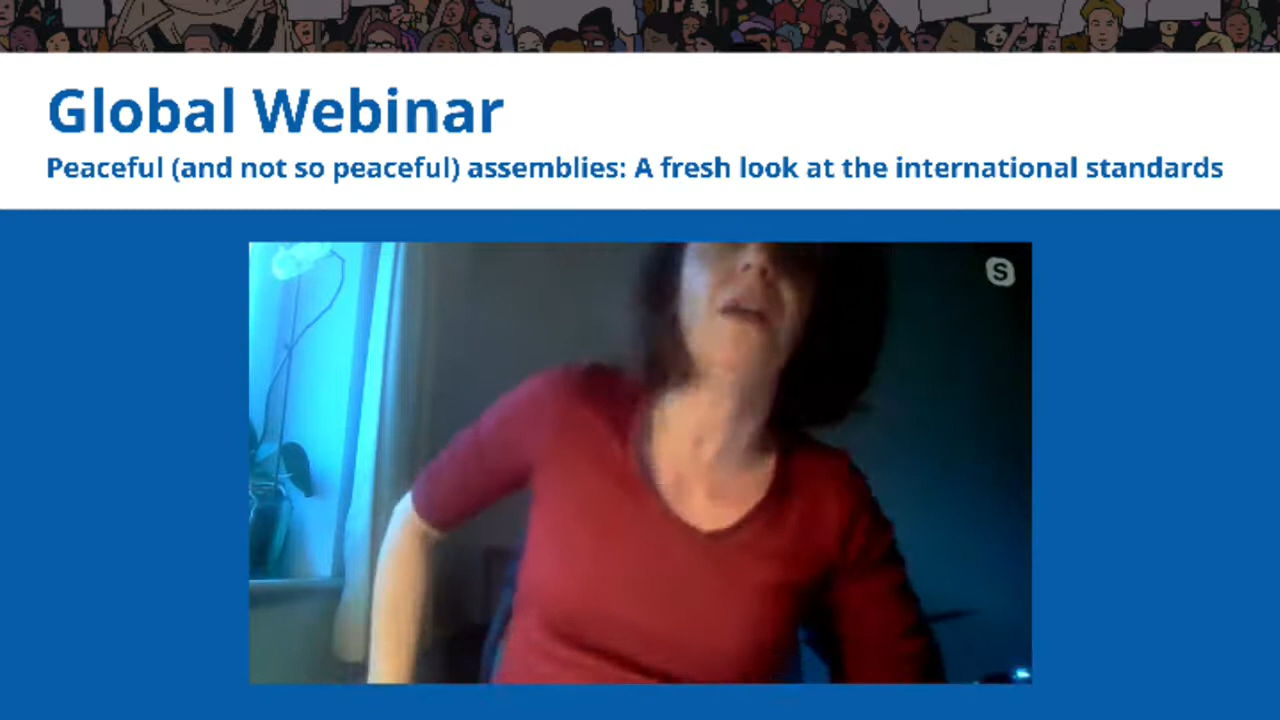 Global Webinar
Peaceful (and not so peaceful) assemblies: A fresh look at the international standards
S